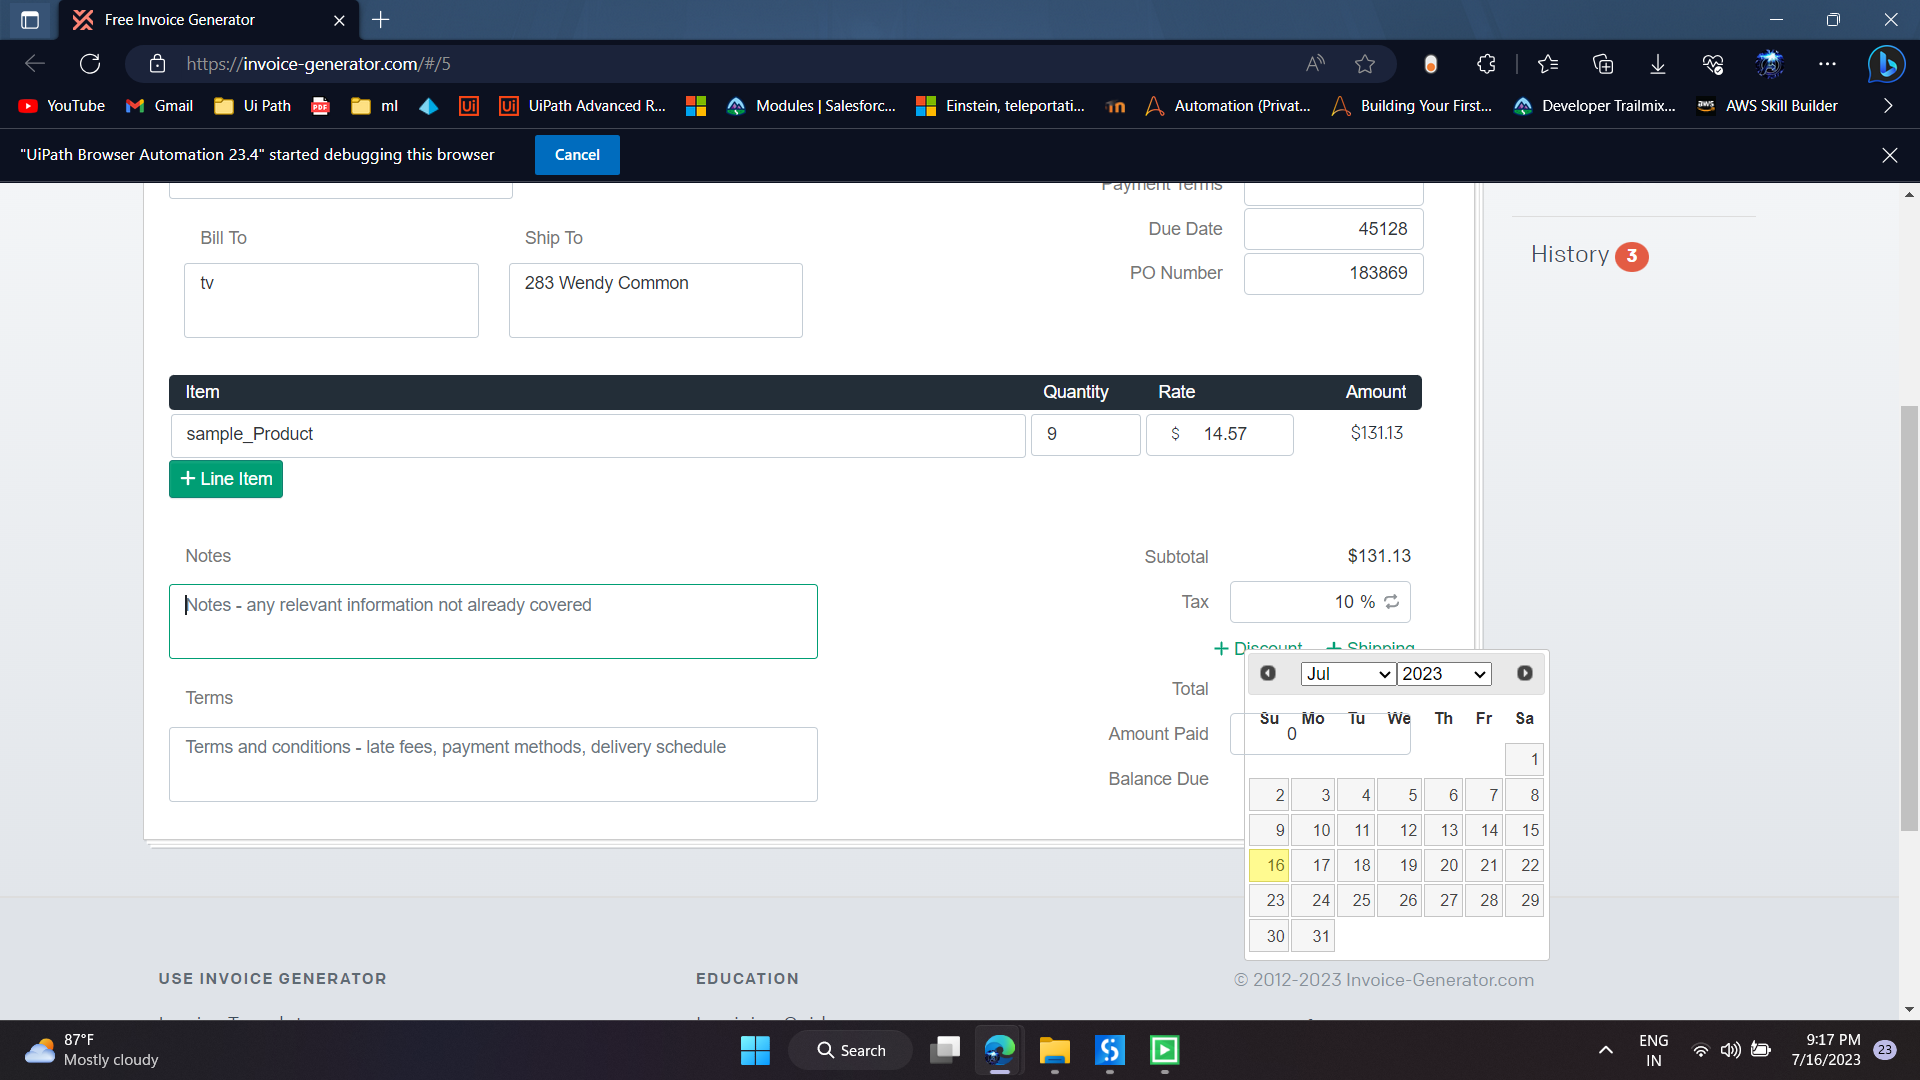 Free Invoice Generator
https://invoice-generator.com/#/5
YouTube Gmail Ui Path PDF ml Ui Ui UiPath Advanced R... Modules | Salesforc... Einstein, teleportati... m Automation (Privat... Building Your First... Developer Trailmix... aws AWS Skill Builder
"UiPath Browser Automation 23.4" started debugging this browser Cancel
Payment Terms
Due Date 45128
History 3
Bill To Ship To
PO Number 183869
tv 283 Wendy Common
Item Quantity Rate Amount
sample_Product 9 $ 14.57 $131.13
+ Line Item
Notes
Subtotal $131.13
Notes - any relevant information not already covered
Tax 10 %
+ Discount + Shipping
Jul 2023
Total
Terms
Su Mo Tu We Th Fr Sa
Amount Paid 0
Terms and conditions - late fees, payment methods, delivery schedule
1
Balance Due
2 3 4 5 6 7 8
9 10 11 12 13 14 15
16 17 18 19 20 21 22
23 24 25 26 27 28 29
30 31
USE INVOICE GENERATOR EDUCATION © 2012-2023 Invoice-Generator.com
87°F
Mostly cloudy
Search
ENG
IN
9:17 PM
7/16/2023
23